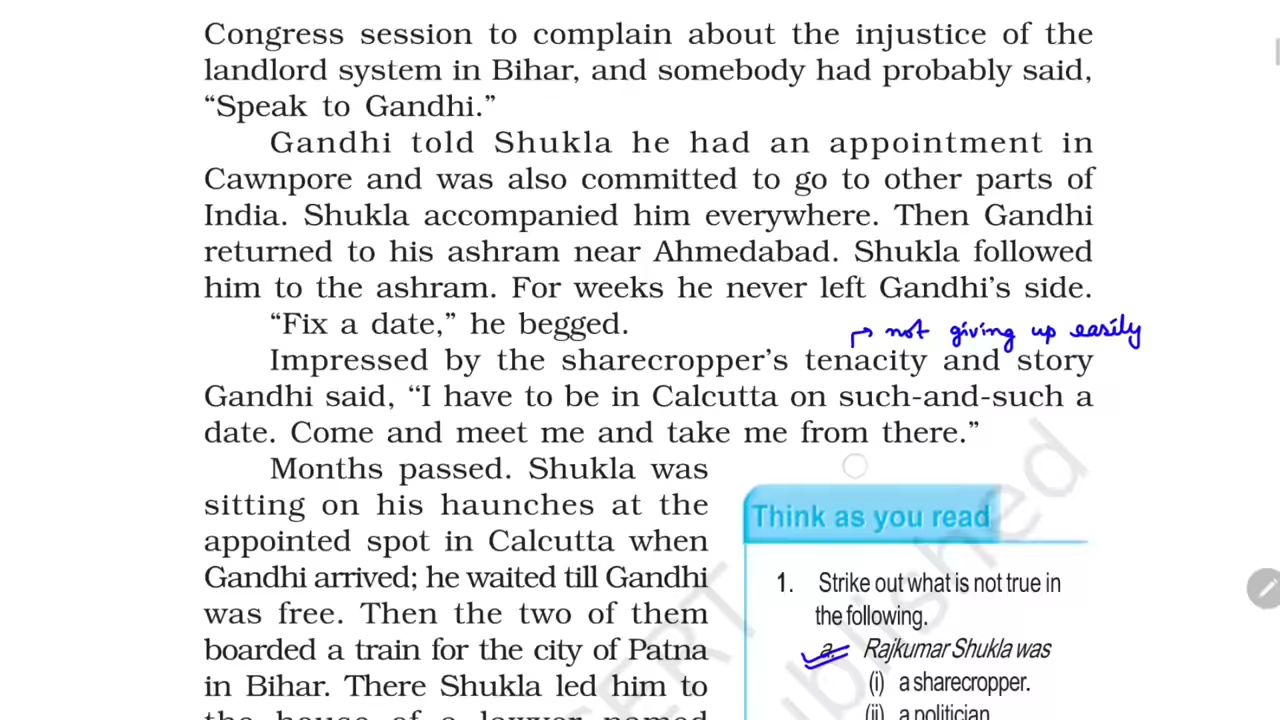 Congress session to complain about the injustice of the
landlord system in Bihar, and somebody had probably said,
“Speak to Gandhi.”
Gandhi told Shukla he had an appointment in
Cawnpore and was also committed to go to other parts of
India. Shukla accompanied him everywhere. Then Gandhi
returned to his ashram near Ahmedabad. Shukla followed
him to the ashram. For weeks he never left Gandhi’s side.
“Fix a date,” he begged.
not giving up easily
Impressed by the sharecropper’s tenacity and story
Gandhi said, “I have to be in Calcutta on such-and-such a
date. Come and meet me and take me from there.”
Months passed. Shukla was
sitting on his haunches at the
appointed spot in Calcutta when
Gandhi arrived; he waited till Gandhi
was free. Then the two of them
boarded a train for the city of Patna
in Bihar. There Shukla led him to
the house of a lawyer named
Think as you read
1. Strike out what is not true in
the following.
a. Rajkumar Shukla was
(i) a sharecropper.
(ii) a politician